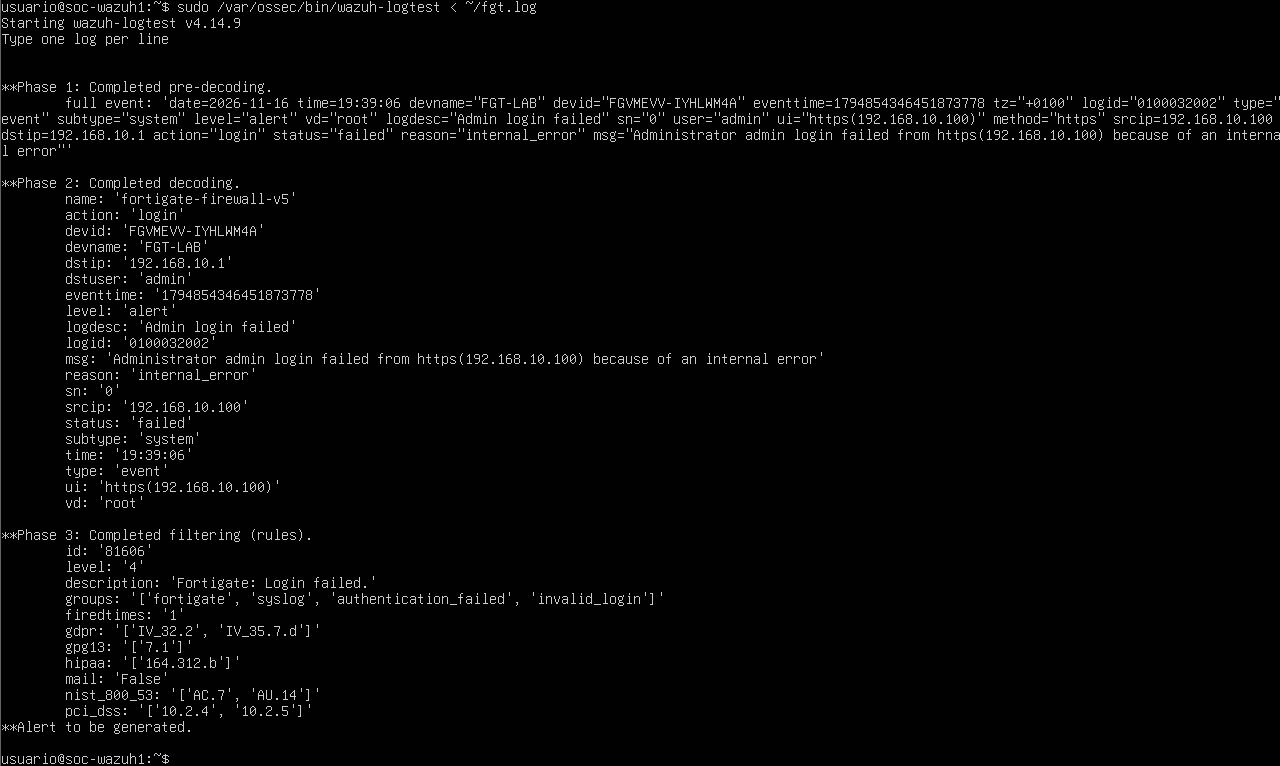 usuario@soc-wazuh1:~$ sudo /var/ossec/bin/wazuh-logtest < ~/fgt.log
Starting wazuh-logtest v4.14.9
Type one log per line
**Phase 1: Completed pre-decoding.
full event: 'date=2026-11-16 time=19:39:06 devname="FGT-LAB" devid="FGVMEVV-IYHLWM4A" eventtime=1794854346451873778 tz="+0100" logid="0100032002" type="
event" subtype="system" level="alert" vd="root" logdesc="Admin login failed" sn="0" user="admin" ui="https(192.168.10.100)" method="https" srcip=192.168.10.100
dstip=192.168.10.1 action="login" status="failed" reason="internal_error" msg="Administrator admin login failed from https(192.168.10.100) because of an interna
l error"'
**Phase 2: Completed decoding.
name: 'fortigate-firewall-v5'
action: 'login'
devid: 'FGVMEVV-IYHLWM4A'
devname: 'FGT-LAB'
dstip: '192.168.10.1'
dstuser: 'admin'
eventtime: '1794854346451873778'
level: 'alert'
logdesc: 'Admin login failed'
logid: '0100032002'
msg: 'Administrator admin login failed from https(192.168.10.100) because of an internal error'
reason: 'internal_error'
sn: '0'
srcip: '192.168.10.100'
status: 'failed'
subtype: 'system'
time: '19:39:06'
type: 'event'
ui: 'https(192.168.10.100)'
vd: 'root'
**Phase 3: Completed filtering (rules).
id: '81606'
level: '4'
description: 'Fortigate: Login failed.'
groups: '['fortigate', 'syslog', 'authentication_failed', 'invalid_login']'
firedtimes: '1'
gdpr: '['IV_32.2', 'IV_35.7.d']'
gpg13: '['7.1']'
hipaa: '['164.312.b']'
mail: 'False'
nist_800_53: '['AC.7', 'AU.14']'
pci_dss: '['10.2.4', '10.2.5']'
**Alert to be generated.
usuario@soc-wazuh1:~$